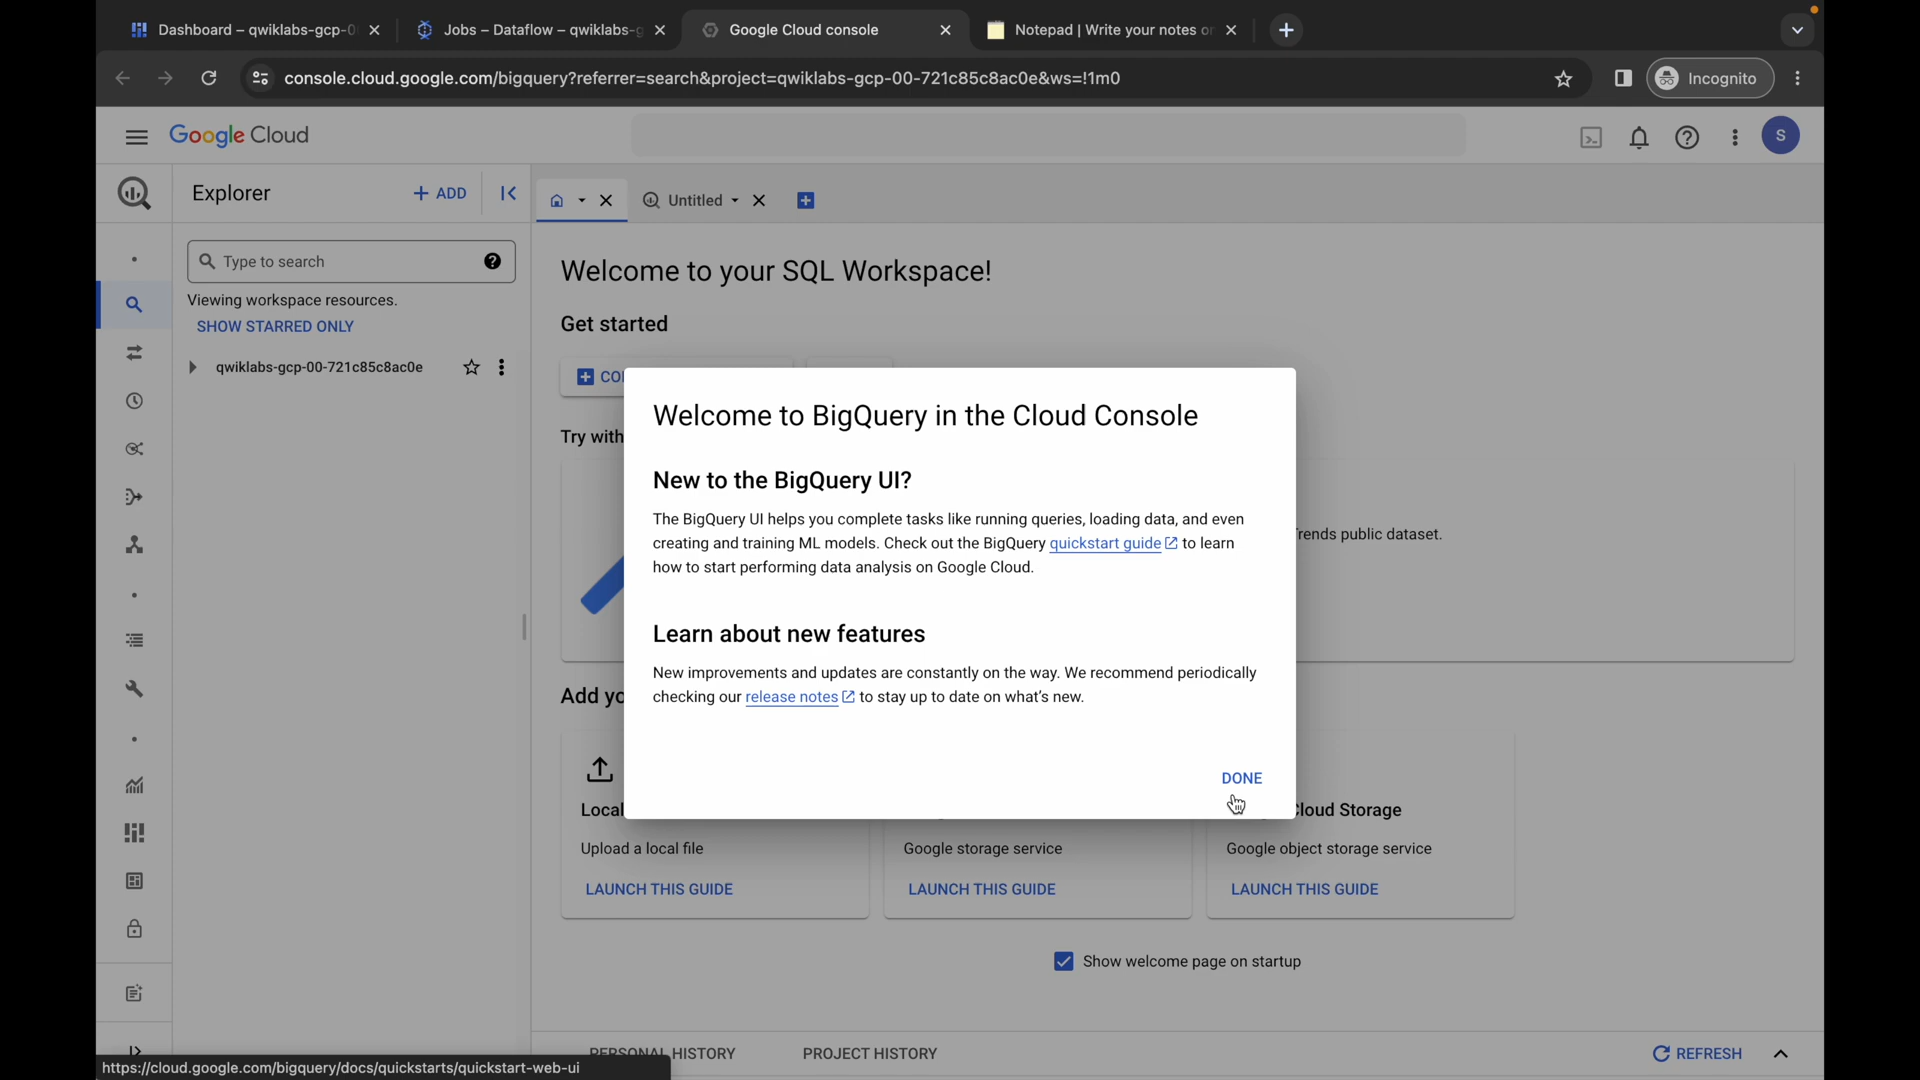 Dashboard – qwiklabs-gcp-0
Jobs – Dataflow – qwiklabs-g
Google Cloud console
Notepad | Write your notes or
console.cloud.google.com/bigquery?referrer=search&project=qwiklabs-gcp-00-721c85c8ac0e&ws=!1m0
Incognito
Google Cloud
S
Explorer
+ ADD
Untitled
Type to search
Viewing workspace resources.
SHOW STARRED ONLY
qwiklabs-gcp-00-721c85c8ac0e
Welcome to your SQL Workspace!
Get started
Try with
Trends public dataset.
Welcome to BigQuery in the Cloud Console
New to the BigQuery UI?
The BigQuery UI helps you complete tasks like running queries, loading data, and even
creating and training ML models. Check out the BigQuery quickstart guide to learn
how to start performing data analysis on Google Cloud.
Learn about new features
New improvements and updates are constantly on the way. We recommend periodically
checking our release notes to stay up to date on what's new.
DONE
Add yo
Local
Cloud Storage
Upload a local file
Google storage service
Google object storage service
LAUNCH THIS GUIDE
LAUNCH THIS GUIDE
LAUNCH THIS GUIDE
Show welcome page on startup
PERSONAL HISTORY
PROJECT HISTORY
REFRESH
https://cloud.google.com/bigquery/docs/quickstarts/quickstart-web-ui